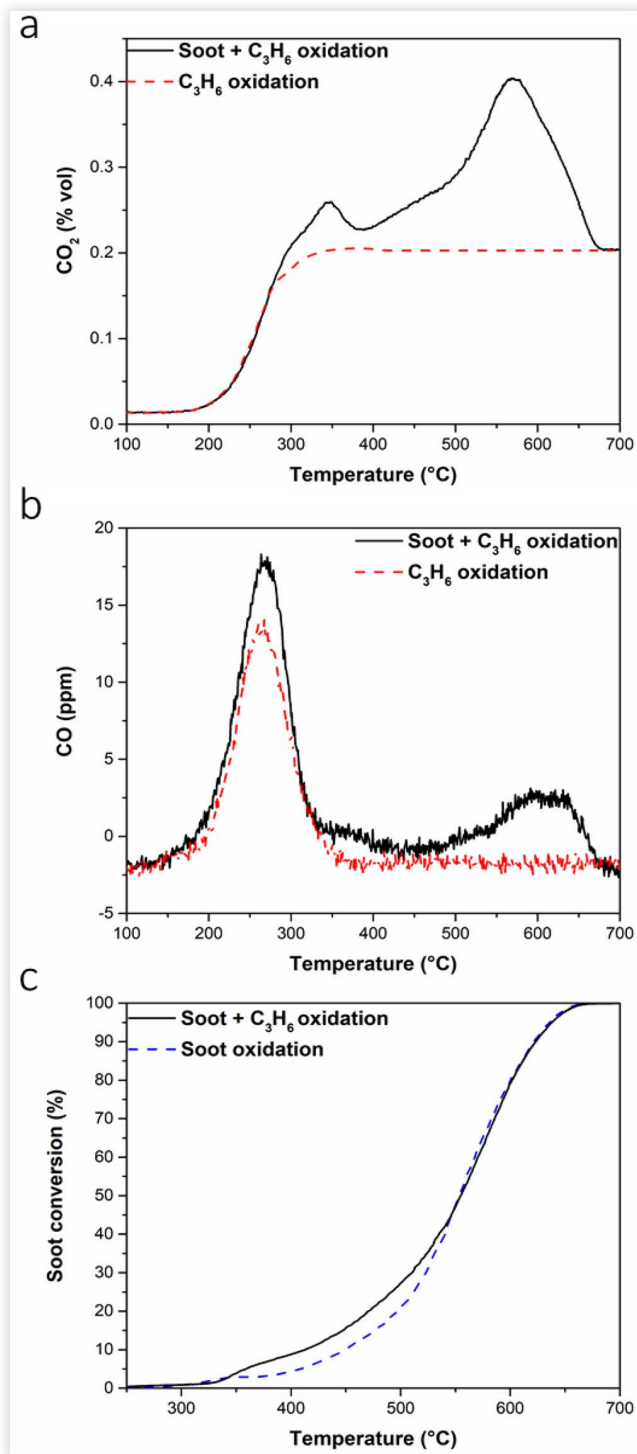 a
Soot + C₃H₆ oxidation
C₃H₆ oxidation
0.4
0.3
0.2
0.1
0.0
CO₂ (% vol)
100 200 300 400 500 600 700
Temperature (°C)
b
Soot + C₃H₆ oxidation
C₃H₆ oxidation
20
15
10
5
0
-5
CO (ppm)
100 200 300 400 500 600 700
Temperature (°C)
c
Soot + C₃H₆ oxidation
Soot oxidation
100
90
80
70
60
50
40
30
20
10
0
Soot conversion (%)
300 400 500 600 700
Temperature (°C)